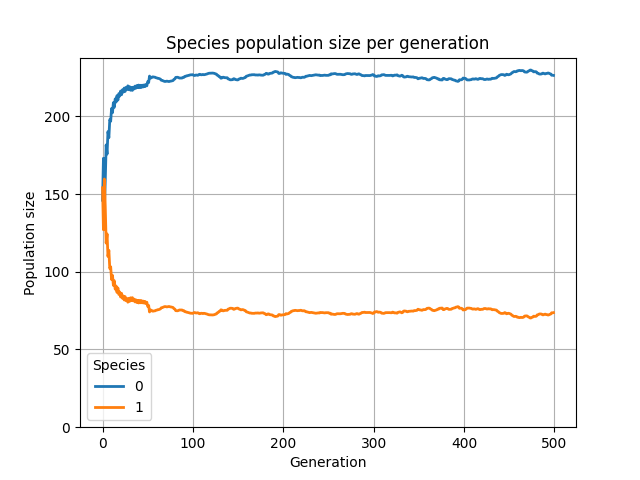 Species population size per generation
Population size
200
150
100
50
0
Species
0
1
0 100 200 300 400 500
Generation